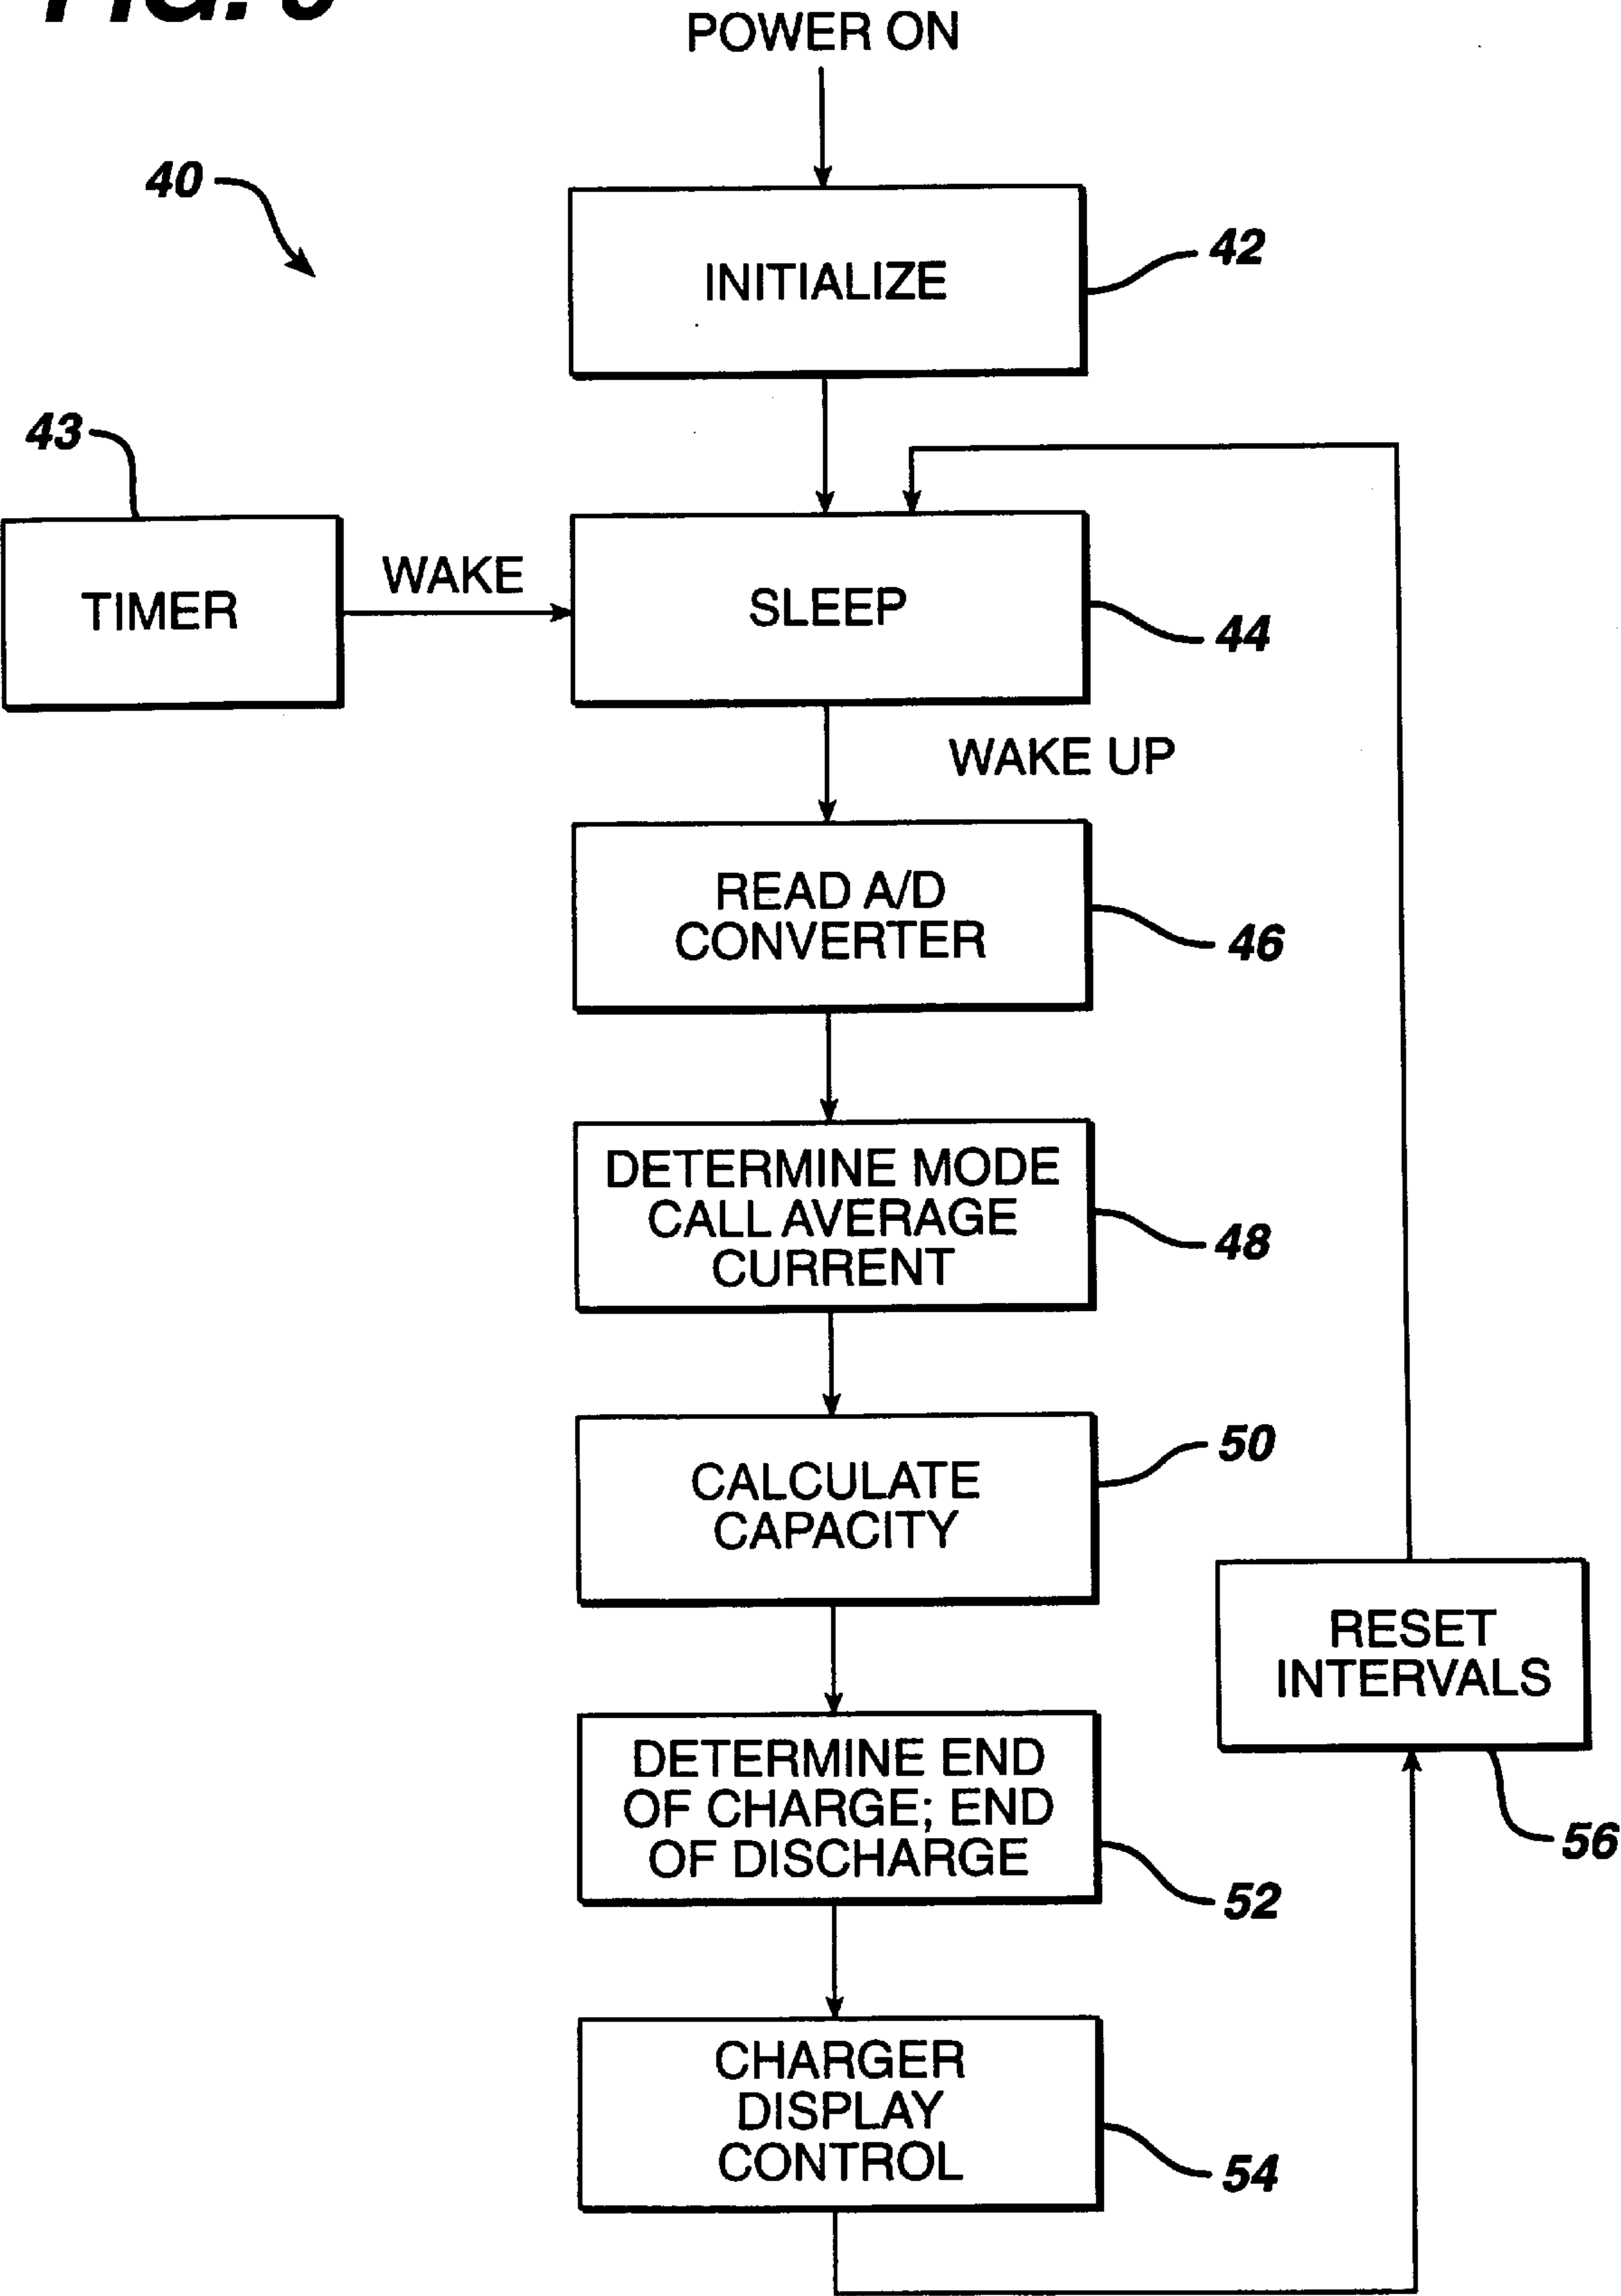 POWER ON
40
INITIALIZE
42
43
TIMER
WAKE
SLEEP
44
WAKE UP
READ A/D
CONVERTER
46
DETERMINE MODE
CALL AVERAGE
CURRENT
48
CALCULATE
CAPACITY
50
RESET
INTERVALS
56
DETERMINE END
OF CHARGE; END
OF DISCHARGE
52
CHARGER
DISPLAY
CONTROL
54